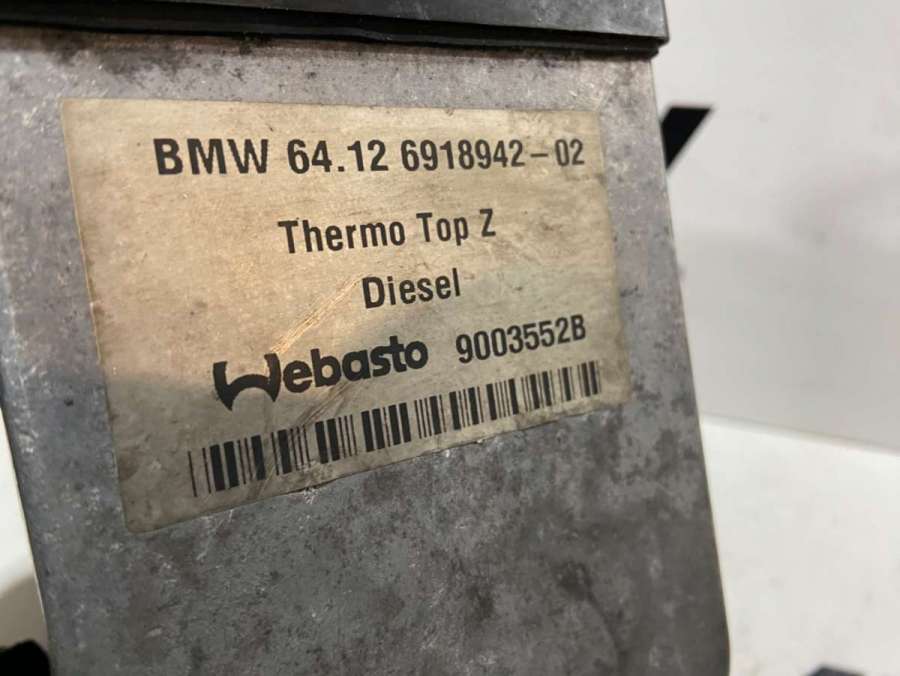 BMW 64.12 6918942-02
Thermo Top Z
Diesel
Webasto 9003552B